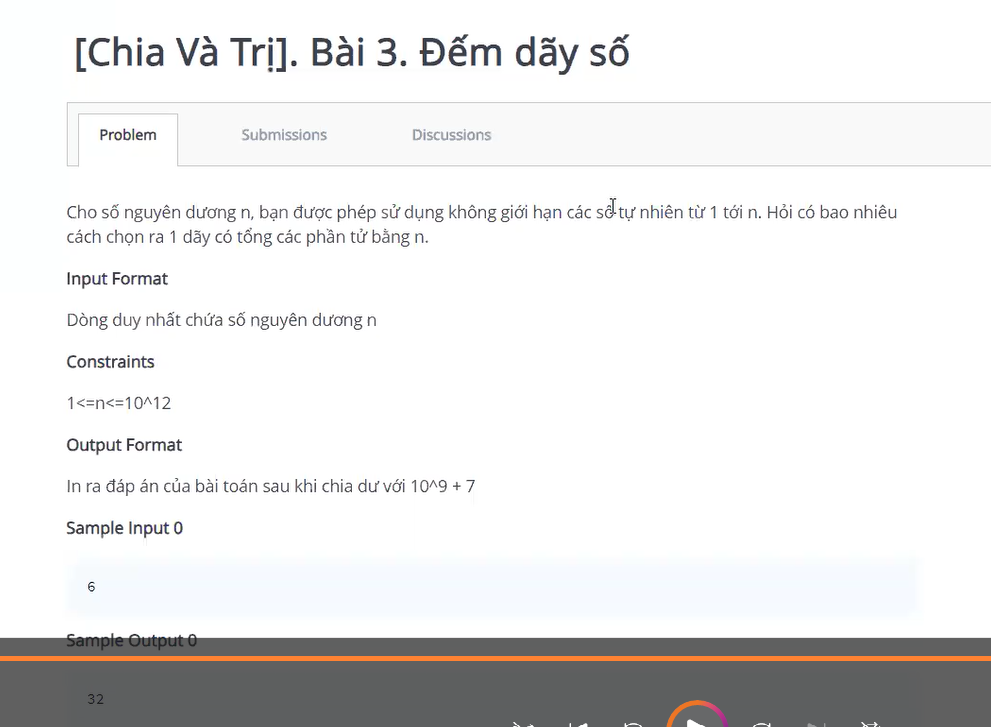 [Chia Và Trị]. Bài 3. Đếm dãy số
Problem Submissions Discussions
Cho số nguyên dương n, bạn được phép sử dụng không giới hạn các số tự nhiên từ 1 tới n. Hỏi có bao nhiêu
cách chọn ra 1 dãy có tổng các phần tử bằng n.
Input Format
Dòng duy nhất chứa số nguyên dương n
Constraints
1<=n<=10^12
Output Format
In ra đáp án của bài toán sau khi chia dư với 10^9 + 7
Sample Input 0
6
Sample Output 0
32